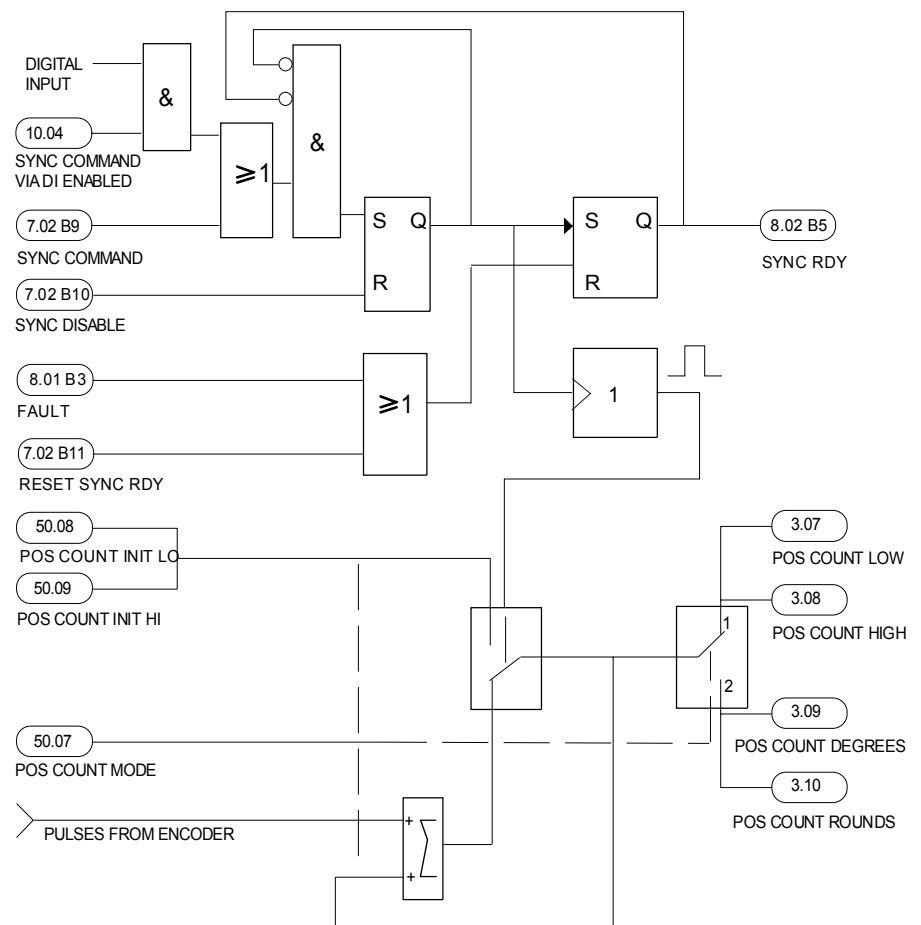 DIGITAL
INPUT
&
10.04
SYNC COMMAND
VIA DI ENABLED
≥1
&
7.02 B9
SYNC COMMAND
S Q
R
S Q
R
8.02 B5
SYNC RDY
7.02 B10
SYNC DISABLE
8.01 B3
FAULT
≥1
1
7.02 B11
RESET SYNC RDY
50.08
POS COUNT INIT LO
50.09
POS COUNT INIT HI
3.07
POS COUNT LOW
3.08
POS COUNT HIGH
1
2
3.09
POS COUNT DEGREES
50.07
POS COUNT MODE
3.10
POS COUNT ROUNDS
PULSES FROM ENCODER
+
+